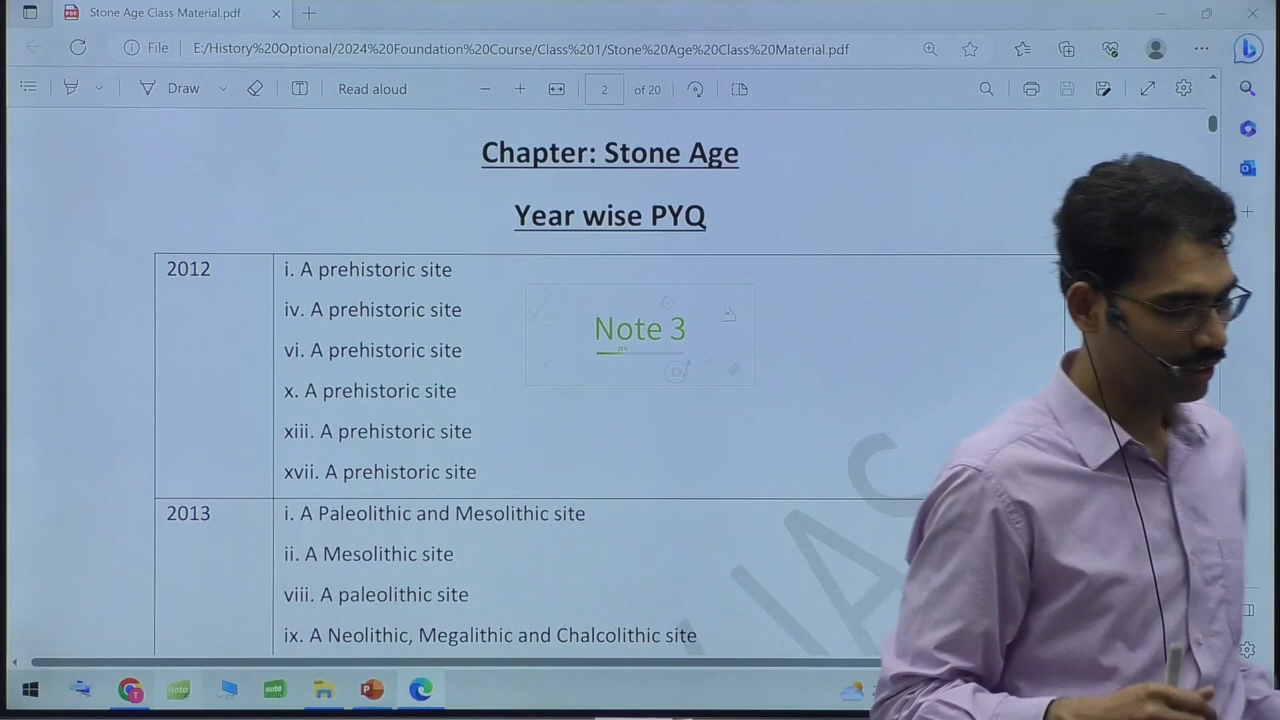 Stone Age Class Material.pdf
File E:/History%20Optional/2024%20Foundation%20Course/Class%201/Stone%20Age%20Class%20Material.pdf
Draw Read aloud 2 of 20
Chapter: Stone Age
Year wise PYQ
2012 i. A prehistoric site
iv. A prehistoric site
vi. A prehistoric site
x. A prehistoric site
xiii. A prehistoric site
xvii. A prehistoric site
Note 3
2013 i. A Paleolithic and Mesolithic site
ii. A Mesolithic site
viii. A paleolithic site
ix. A Neolithic, Megalithic and Chalcolithic site
IAS